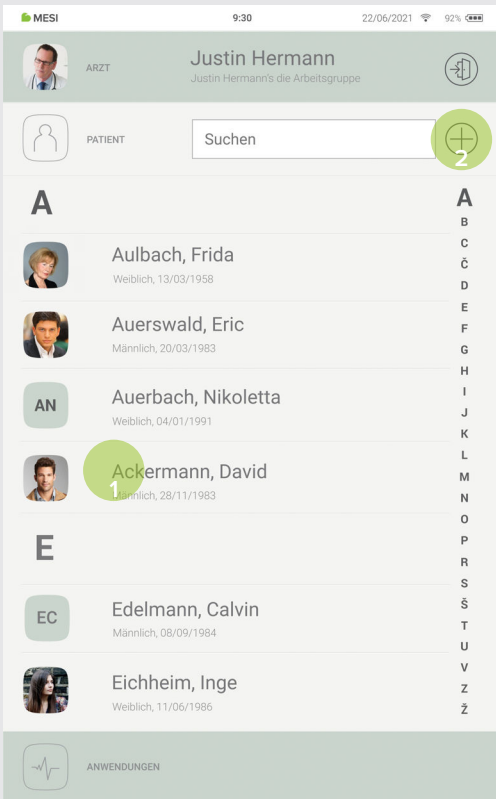 MESI 9:30 22/06/2021 92%
ARZT
Justin Hermann
Justin Hermann's die Arbeitsgruppe
PATIENT
Suchen
2
A
Aulbach, Frida
Weiblich, 13/03/1958
Auerswald, Eric
Männlich, 20/03/1983
AN
Auerbach, Nikoletta
Weiblich, 04/01/1991
Ackermann, David
1
Männlich, 28/11/1983
E
EC
Edelmann, Calvin
Männlich, 08/09/1984
Eichheim, Inge
Weiblich, 11/06/1986
A
B
C
Č
D
E
F
G
H
I
J
K
L
M
N
O
P
R
S
Š
T
U
V
Z
Ž
ANWENDUNGEN